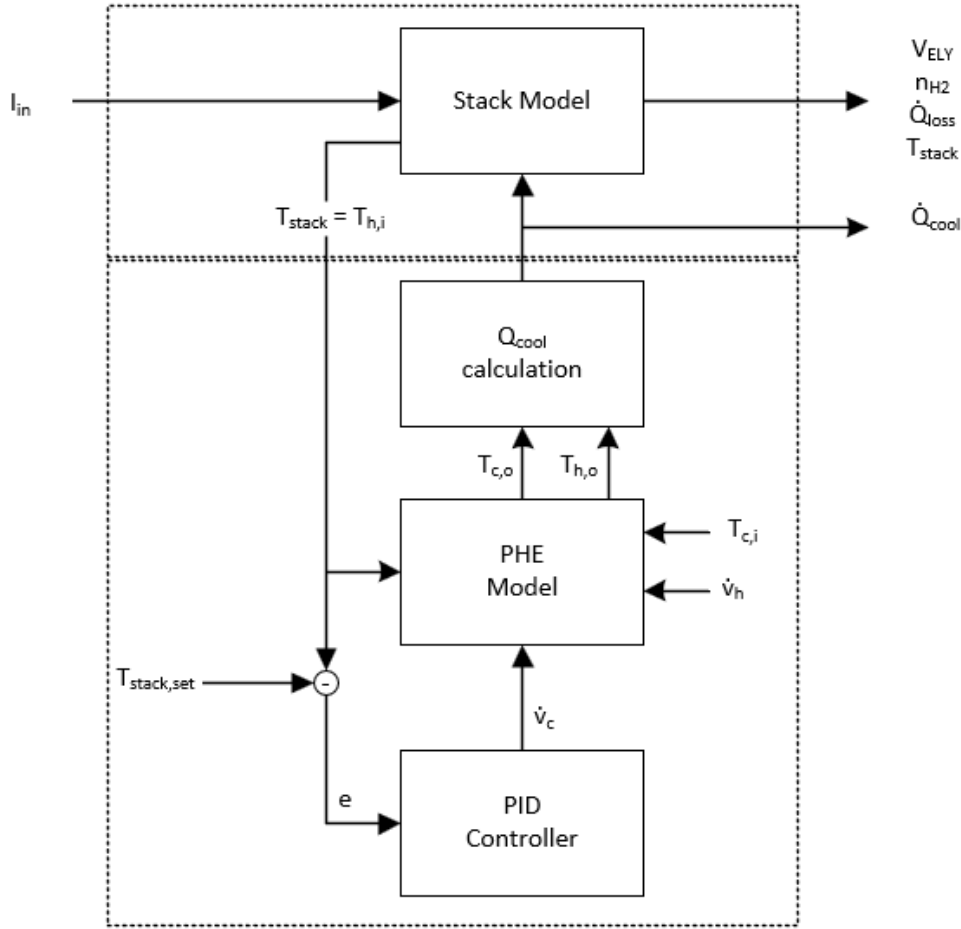 V_ELY
I_in
Stack Model
n_H2
Q̇_loss
T_stack
T_stack = T_h,i
Q̇_cool
Q_cool
calculation
T_c,o
T_h,o
PHE
Model
T_c,i
v̇_h
T_stack,set
-
v̇_c
e
PID
Controller